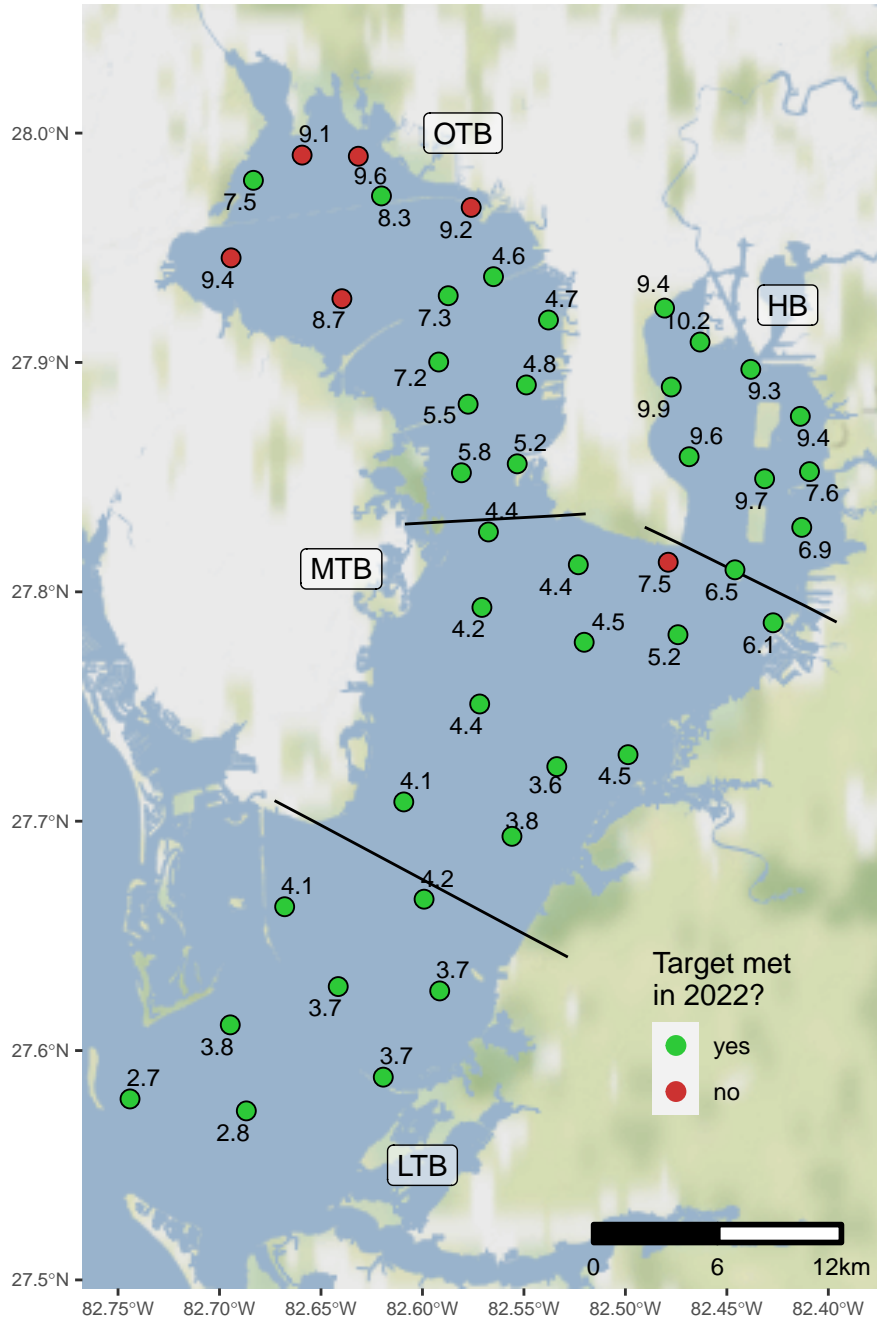 28.0°N
27.9°N
27.8°N
27.7°N
27.6°N
27.5°N
OTB
9.1
9.6
7.5
8.3
9.2
9.4
4.6
8.7
7.3
4.7
9.4
HB
10.2
7.2
4.8
9.3
9.9
5.5
9.4
5.8
5.2
9.6
7.6
9.7
4.4
6.9
MTB
4.4
7.5
6.5
4.2
4.5
5.2
6.1
4.4
4.1
3.6
4.5
3.8
4.1
4.2
3.7
3.7
3.8
3.7
2.7
2.8
LTB
Target met
in 2022?
yes
no
0 6 12km
82.75°W 82.70°W 82.65°W 82.60°W 82.55°W 82.50°W 82.45°W 82.40°W